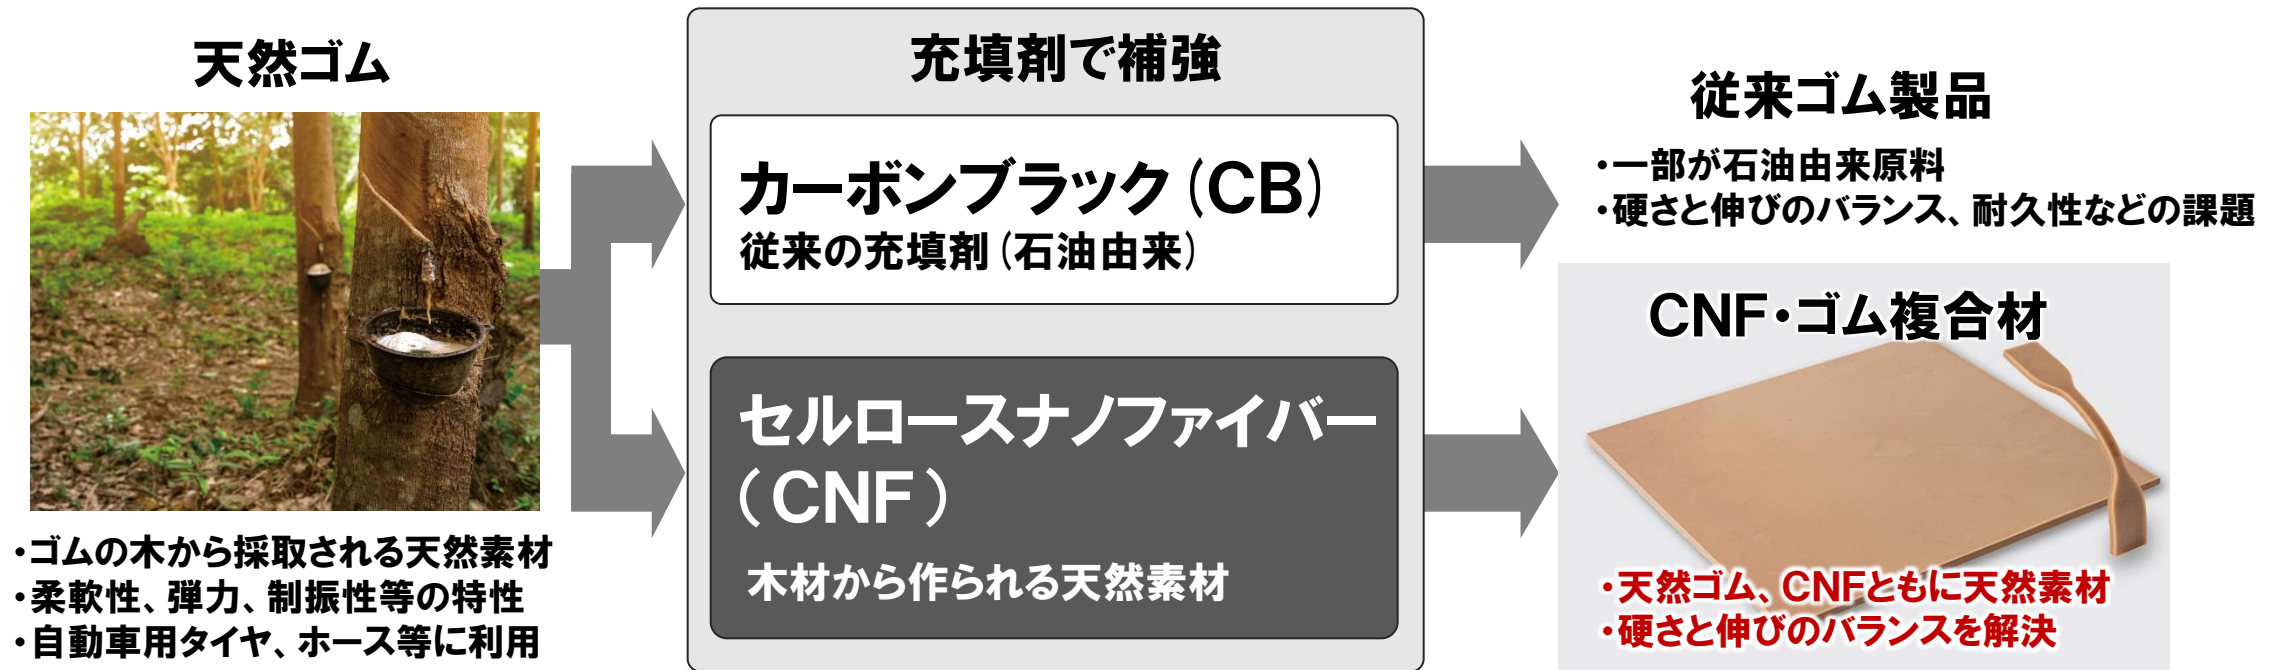 天然ゴム
・ゴムの木から採取される天然素材
・柔軟性、弾力、制振性等の特性
・自動車用タイヤ、ホース等に利用
充填剤で補強
カーボンブラック(CB)
従来の充填剤(石油由来)
セルロースナノファイバー
(CNF)
木材から作られる天然素材
従来ゴム製品
・一部が石油由来原料
・硬さと伸びのバランス、耐久性などの課題
CNF・ゴム複合材
・天然ゴム、CNFともに天然素材
・硬さと伸びのバランスを解決